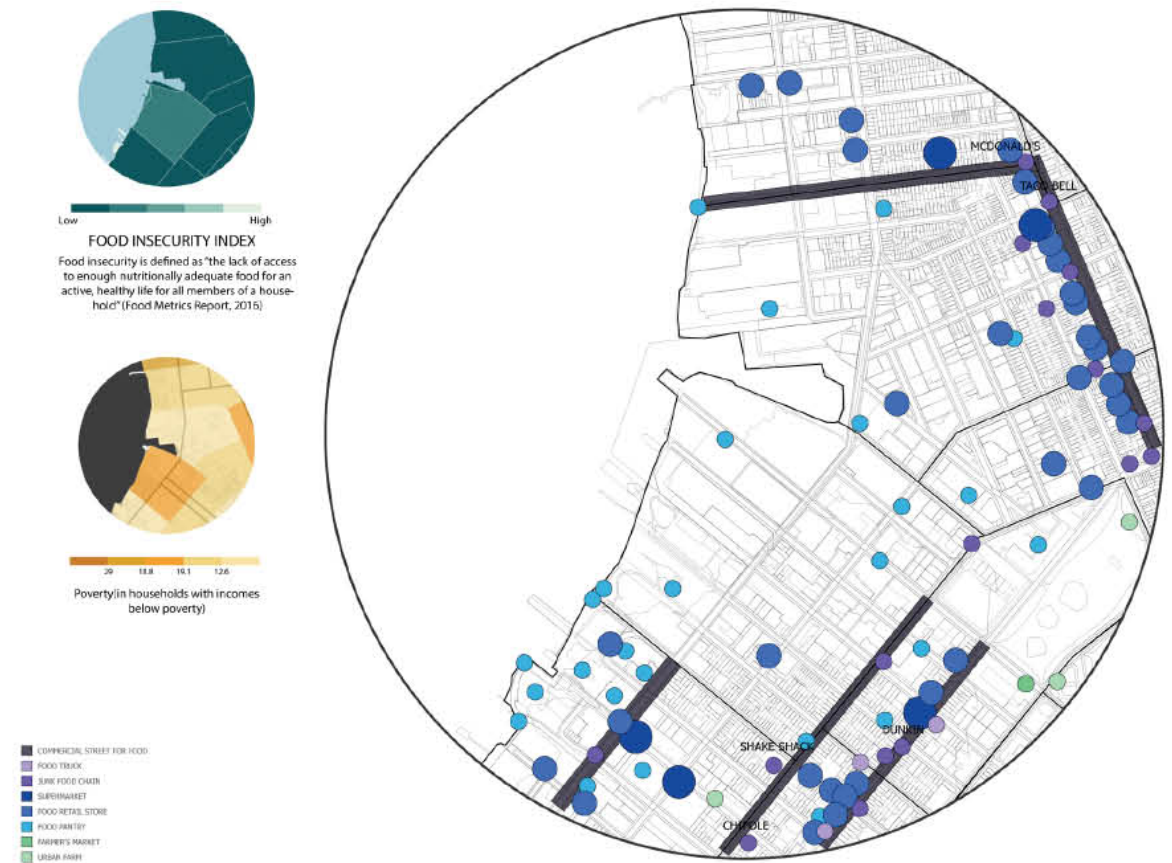 Low High
FOOD INSECURITY INDEX
Food insecurity is defined as "the lack of access
to enough nutritionally adequate food for an
active, healthy life for all members of a house-
hold" (Food Metrics Report, 2016)
29 18.8 19.1 12.6
Poverty(in households with incomes
below poverty)
COMMERCIAL STREET FOR FOOD
FOOD TRUCK
JUNK FOOD CHAIN
SUPERMARKET
FOOD RETAIL STORE
FOOD PANTRY
FARMER'S MARKET
URBAN FARM
MCDONALD'S
TACO BELL
DUNKIN
SHAKE SHACK